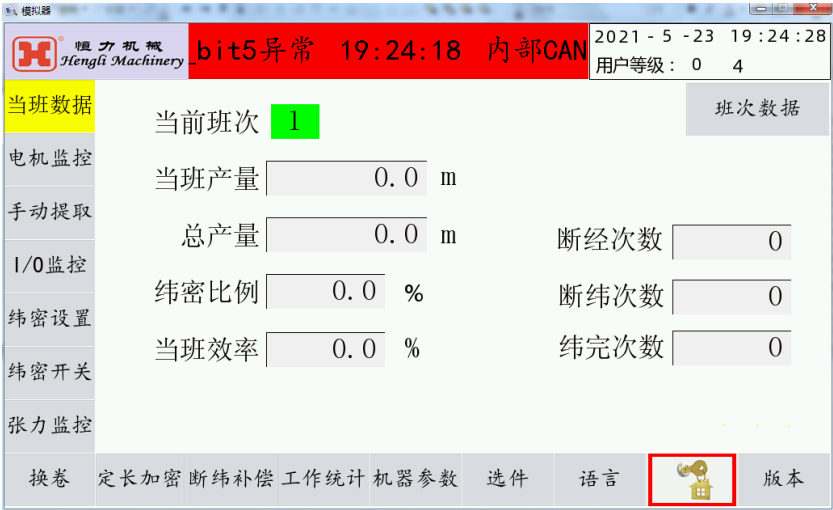 模拟器
恒力机械
Hengli Machinery
_bit5异常 19:24:18 内部CAN
2021-5-23 19:24:28
用户等级: 0 4
当班数据
当前班次 1
班次数据
电机监控
当班产量 0.0 m
手动提取
总产量 0.0 m
断经次数 0
I/O监控
纬密比例 0.0 %
断纬次数 0
纬密设置
当班效率 0.0 %
纬完次数 0
纬密开关
张力监控
换卷 定长加密 断纬补偿 工作统计 机器参数 选件 语言 版本